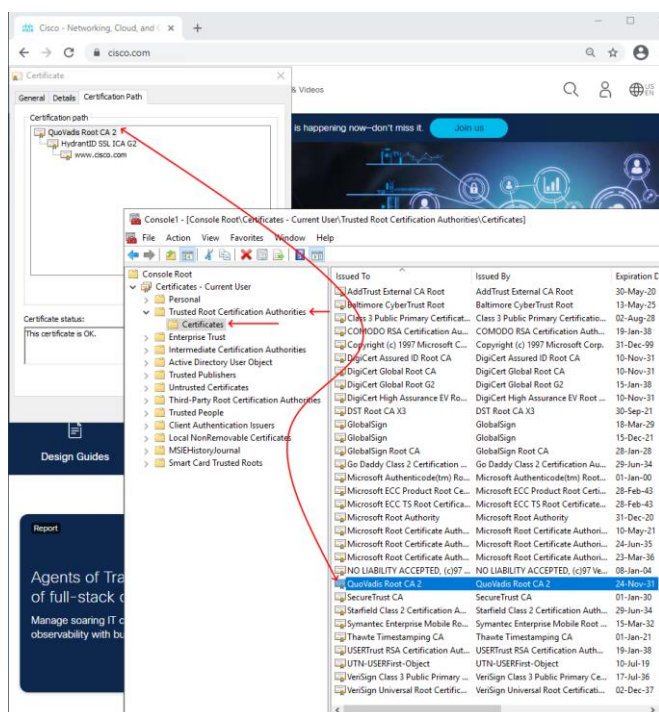 Cisco - Networking, Cloud, and C
cisco.com
Certificate
General Details Certification Path
Certification path
QuoVadis Root CA 2
HydrantID SSL ICA G2
www.cisco.com
Certificate status:
This certificate is OK.
& Videos
US
EN
is happening now—don't miss it. Join us
Console1 - [Console Root\Certificates - Current User\Trusted Root Certification Authorities\Certificates]
File Action View Favorites Window Help
Console Root
Certificates - Current User
Personal
Trusted Root Certification Authorities
Certificates
Enterprise Trust
Intermediate Certification Authorities
Active Directory User Object
Trusted Publishers
Untrusted Certificates
Third-Party Root Certification Authorities
Trusted People
Client Authentication Issuers
Local NonRemovable Certificates
MSIEHistoryJournal
Smart Card Trusted Roots
Issued To Issued By Expiration D
AddTrust External CA Root AddTrust External CA Root 30-May-20
Baltimore CyberTrust Root Baltimore CyberTrust Root 13-May-25
Class 3 Public Primary Certificat... Class 3 Public Primary Certificatio... 02-Aug-28
COMODO RSA Certification Au... COMODO RSA Certification Auth... 19-Jan-38
Copyright (c) 1997 Microsoft C... Copyright (c) 1997 Microsoft Corp. 31-Dec-99
DigiCert Assured ID Root CA DigiCert Assured ID Root CA 10-Nov-31
DigiCert Global Root CA DigiCert Global Root CA 10-Nov-31
DigiCert Global Root G2 DigiCert Global Root G2 15-Jan-38
DigiCert High Assurance EV Ro... DigiCert High Assurance EV Root ... 10-Nov-31
DST Root CA X3 DST Root CA X3 30-Sep-21
GlobalSign GlobalSign 18-Mar-29
GlobalSign GlobalSign 15-Dec-21
GlobalSign Root CA GlobalSign Root CA 28-Jan-28
Go Daddy Class 2 Certification ... Go Daddy Class 2 Certification Au... 29-Jun-34
Microsoft Authenticode(tm) Ro... Microsoft Authenticode(tm) Root... 01-Jan-00
Microsoft ECC Product Root Ce... Microsoft ECC Product Root Certi... 28-Feb-43
Microsoft ECC TS Root Certifica... Microsoft ECC TS Root Certificate... 28-Feb-43
Microsoft Root Authority Microsoft Root Authority 31-Dec-20
Microsoft Root Certificate Auth... Microsoft Root Certificate Authori... 10-May-21
Microsoft Root Certificate Auth... Microsoft Root Certificate Authori... 24-Jun-35
Microsoft Root Certificate Auth... Microsoft Root Certificate Authori... 23-Mar-36
NO LIABILITY ACCEPTED, (c)97 ... NO LIABILITY ACCEPTED, (c)97 Ve... 08-Jan-04
QuoVadis Root CA 2 QuoVadis Root CA 2 24-Nov-31
SecureTrust CA SecureTrust CA 01-Jan-30
Starfield Class 2 Certification A... Starfield Class 2 Certification Auth... 29-Jun-34
Symantec Enterprise Mobile Ro... Symantec Enterprise Mobile Root ... 15-Mar-32
Thawte Timestamping CA Thawte Timestamping CA 01-Jan-21
USERTrust RSA Certification Aut... USERTrust RSA Certification Auth... 19-Jan-38
UTN-USERFirst-Object UTN-USERFirst-Object 10-Jul-19
VeriSign Class 3 Public Primary ... VeriSign Class 3 Public Primary Ce... 17-Jul-36
VeriSign Universal Root Certific... VeriSign Universal Root Certificati... 02-Dec-37
Design Guides
Report
Agents of Tra
of full-stack
Manage soaring IT c
observability with bu